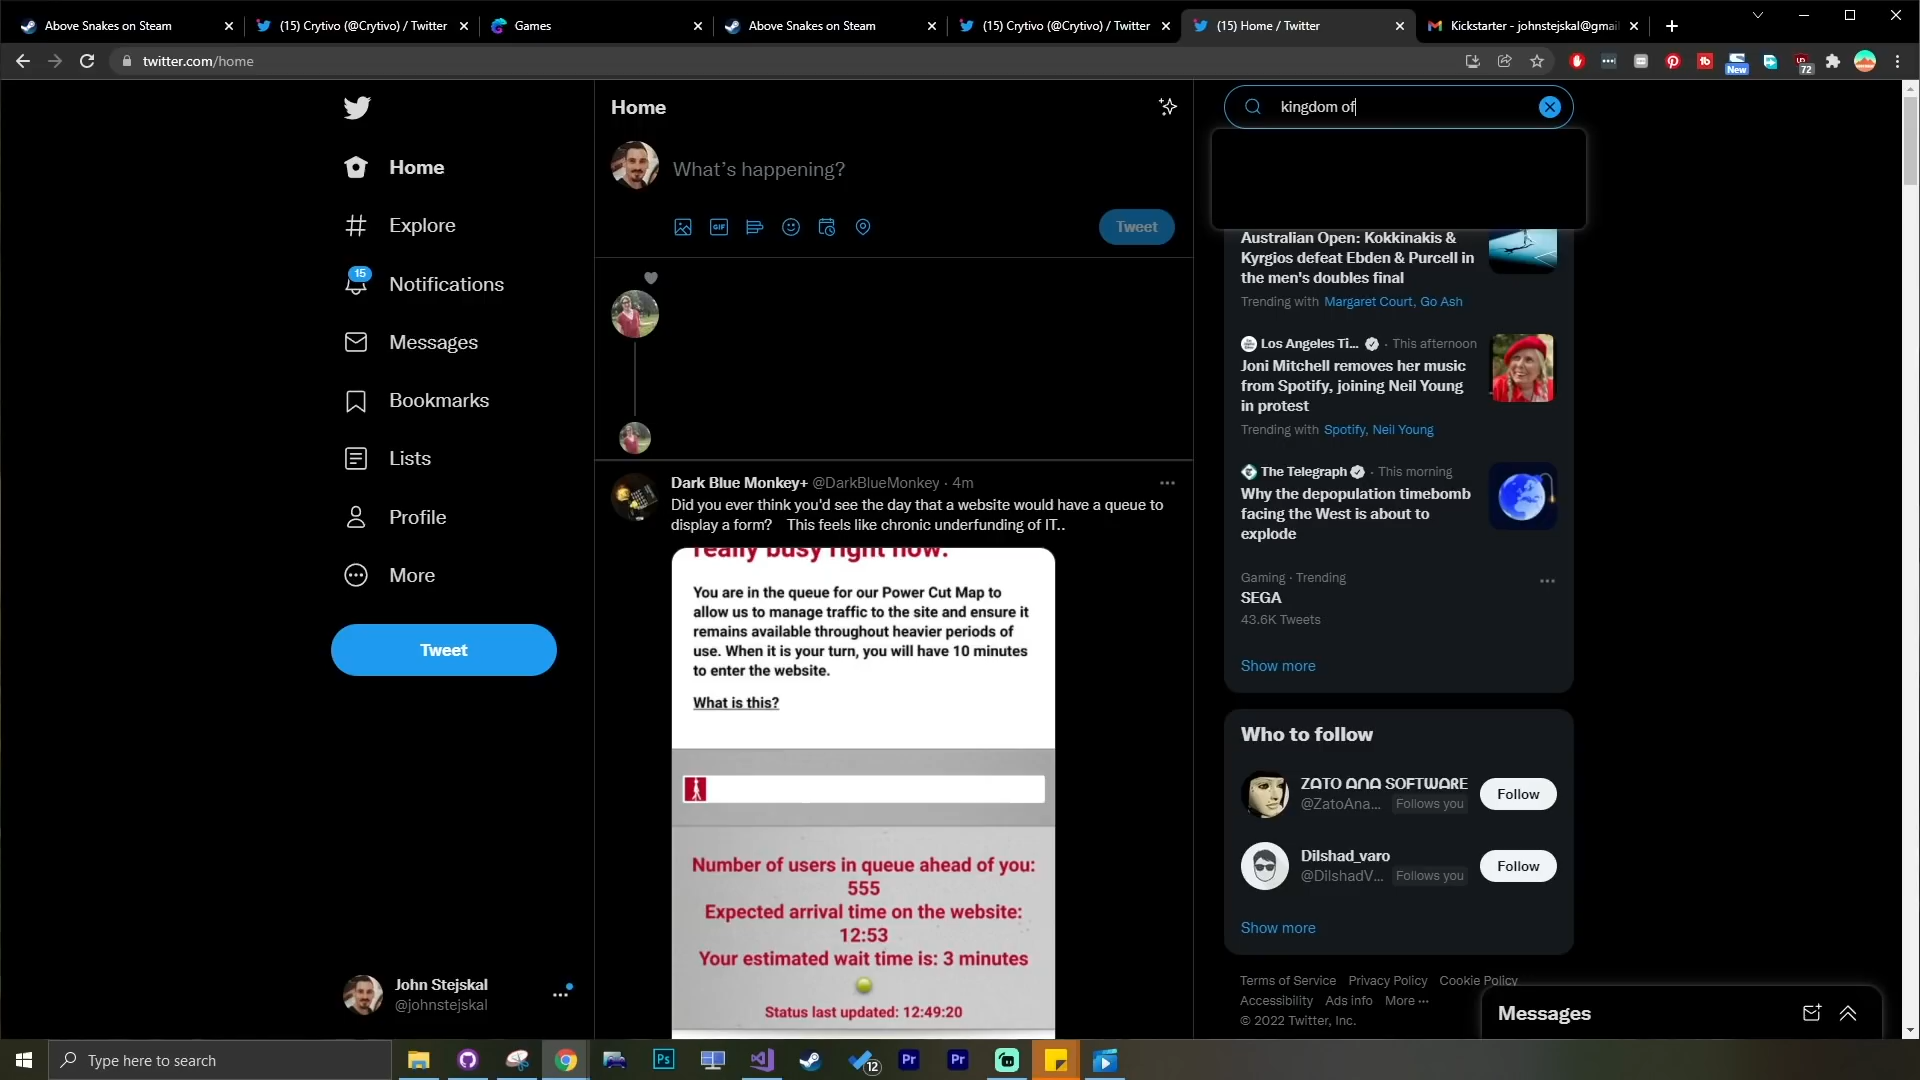 Above Snakes on Steam
(15) Crytivo (@Crytivo) / Twitter
Games
Above Snakes on Steam
(15) Crytivo (@Crytivo) / Twitter
(15) Home / Twitter
Kickstarter - johnstejskal@gmai
twitter.com/home
New
72
Home
Explore
15
Notifications
Messages
Bookmarks
Lists
Profile
More
Tweet
John Stejskal
@johnstejskal
Home
What's happening?
GIF
Tweet
Dark Blue Monkey+ @DarkBlueMonkey · 4m
Did you ever think you'd see the day that a website would have a queue to
display a form? This feels like chronic underfunding of IT..
really busy right now.
You are in the queue for our Power Cut Map to
allow us to manage traffic to the site and ensure it
remains available throughout heavier periods of
use. When it is your turn, you will have 10 minutes
to enter the website.
What is this?
Number of users in queue ahead of you:
555
Expected arrival time on the website:
12:53
Your estimated wait time is: 3 minutes
Status last updated: 12:49:20
kingdom of
Australian Open: Kokkinakis &
Kyrgios defeat Ebden & Purcell in
the men's doubles final
Trending with Margaret Court, Go Ash
Los Angeles Ti... · This afternoon
Joni Mitchell removes her music
from Spotify, joining Neil Young
in protest
Trending with Spotify, Neil Young
The Telegraph · This morning
Why the depopulation timebomb
facing the West is about to
explode
Gaming · Trending
SEGA
43.6K Tweets
Show more
Who to follow
ZATO ANA SOFTWARE
@ZatoAna... Follows you
Follow
Dilshad_varo
@DilshadV... Follows you
Follow
Show more
Terms of Service Privacy Policy Cookie Policy
Accessibility Ads info More ···
© 2022 Twitter, Inc.
Messages
Type here to search
Ps
12
Pr
Pr